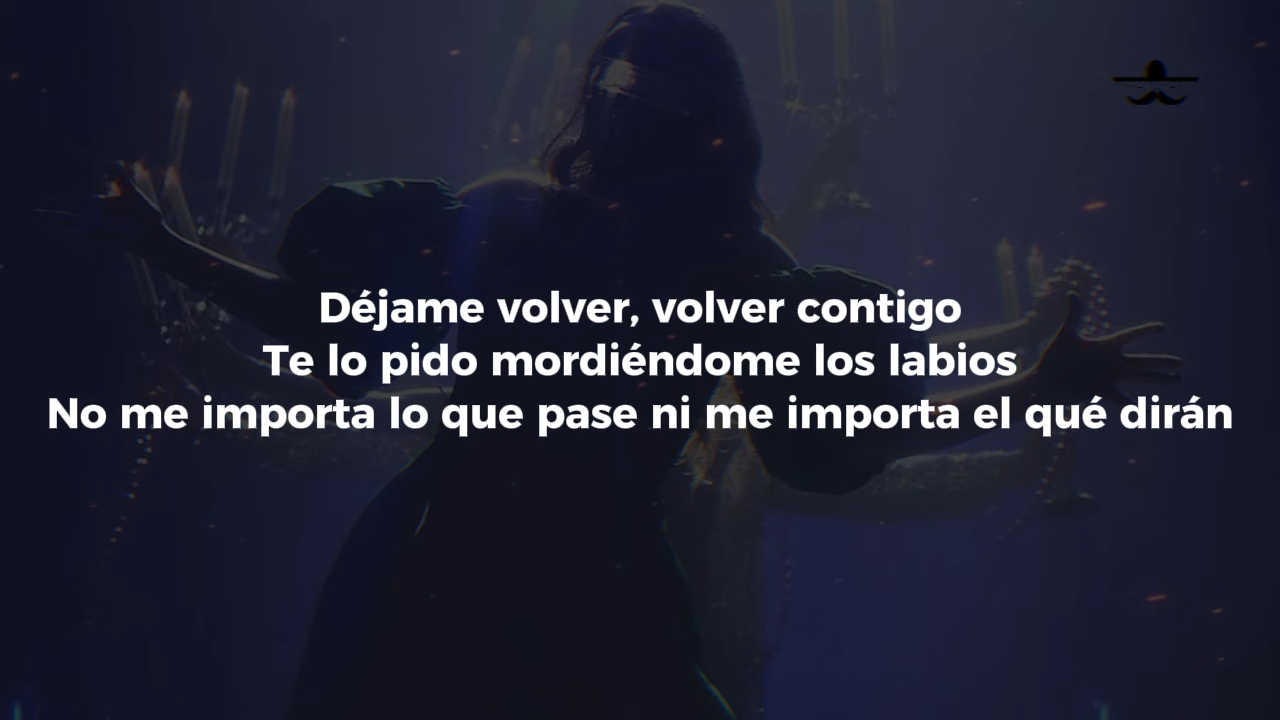 Déjame volver, volver contigo
Te lo pido mordiéndome los labios
No me importa lo que pase ni me importa el qué dirán